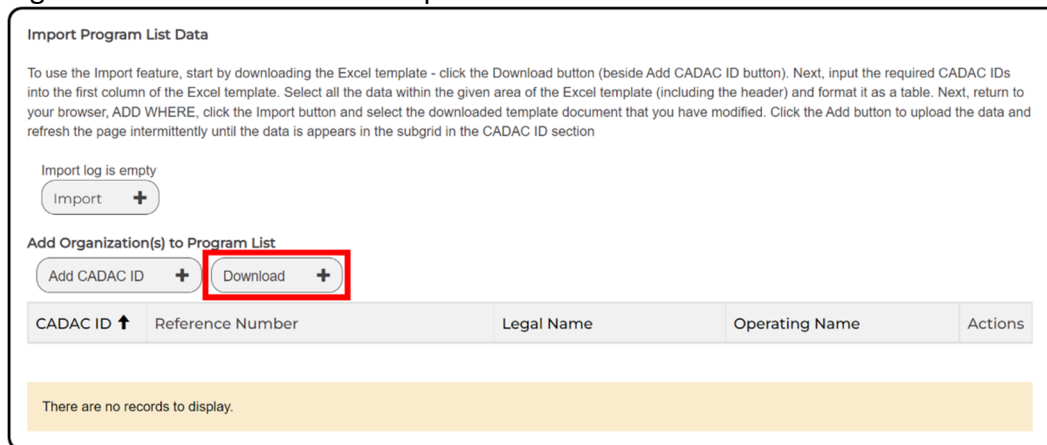 Import Program List Data
To use the Import feature, start by downloading the Excel template - click the Download button (beside Add CADAC ID button). Next, input the required CADAC IDs
into the first column of the Excel template. Select all the data within the given area of the Excel template (including the header) and format it as a table. Next, return to
your browser, ADD WHERE, click the Import button and select the downloaded template document that you have modified. Click the Add button to upload the data and
refresh the page intermittently until the data is appears in the subgrid in the CADAC ID section
Import log is empty
Import +
Add Organization(s) to Program List
Add CADAC ID + Download +
CADAC ID ↑ Reference Number Legal Name Operating Name Actions
There are no records to display.